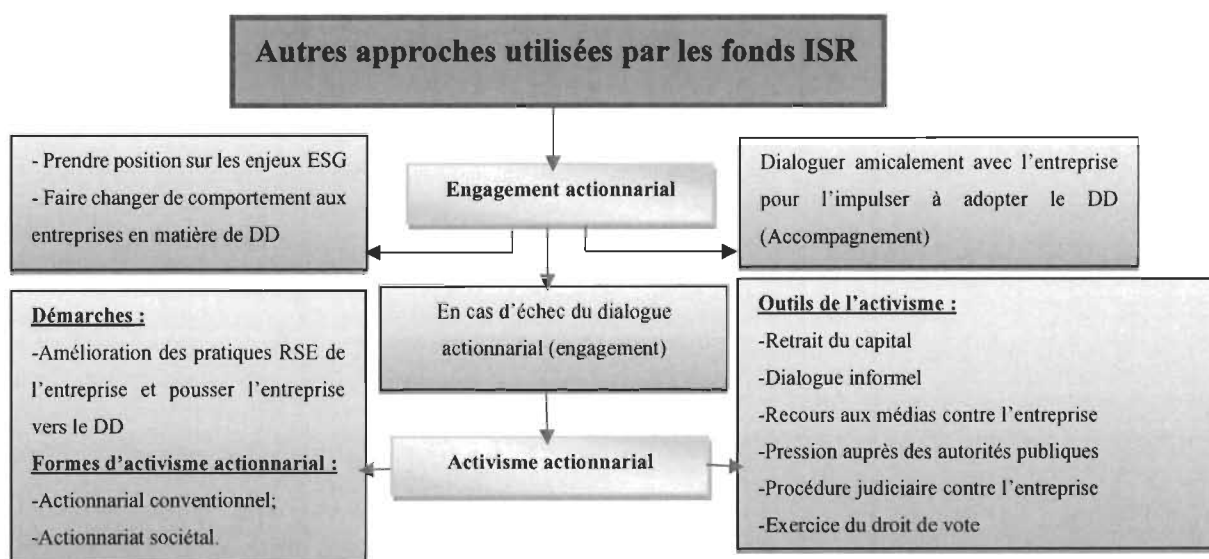 Autres approches utilisées par les fonds ISR
- Prendre position sur les enjeux ESG
- Faire changer de comportement aux
entreprises en matière de DD
Engagement actionnarial
Dialoguer amicalement avec l'entreprise
pour l'impulser à adopter le DD
(Accompagnement)
Démarches :
-Amélioration des pratiques RSE de
l'entreprise et pousser l'entreprise
vers le DD
Formes d'activisme actionnarial :
-Actionnarial conventionnel;
-Actionnariat sociétal.
En cas d'échec du dialogue
actionnarial (engagement)
Activisme actionnarial
Outils de l'activisme :
-Retrait du capital
-Dialogue informel
-Recours aux médias contre l'entreprise
-Pression auprès des autorités publiques
-Procédure judiciaire contre l'entreprise
-Exercice du droit de vote